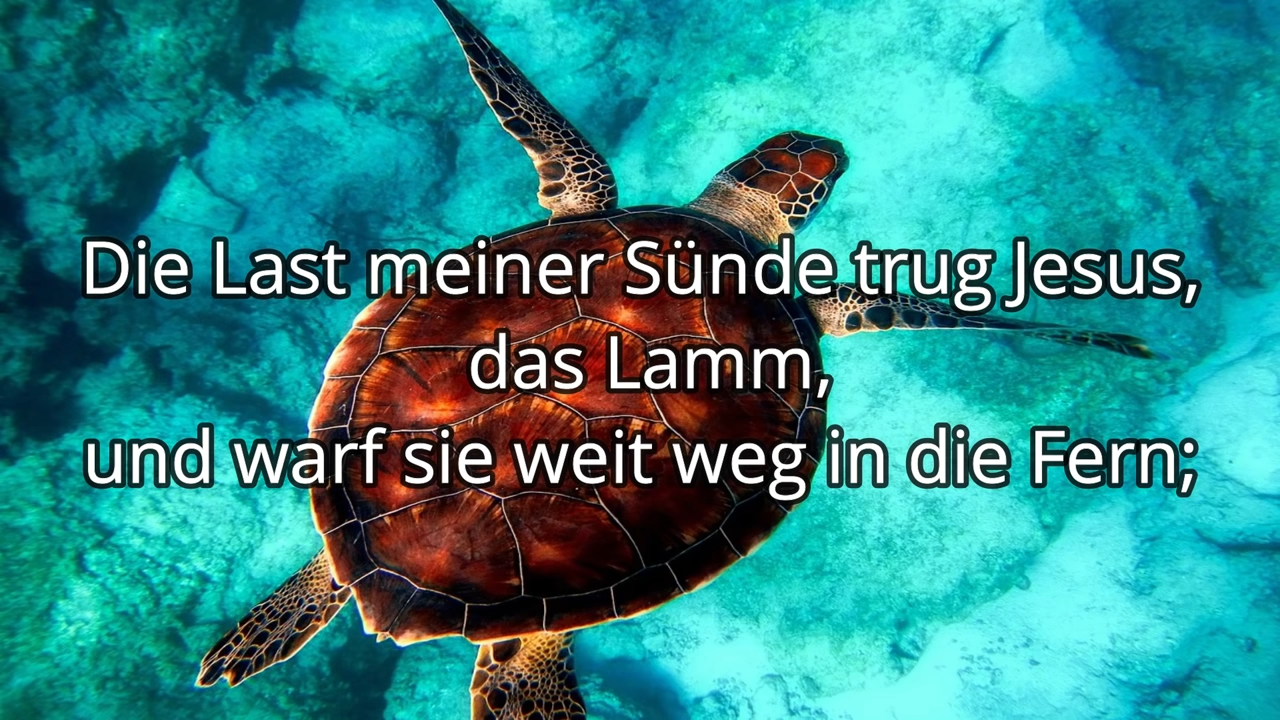 Die Last meiner Sünde trug Jesus,
das Lamm,
und warf sie weit weg in die Fern;